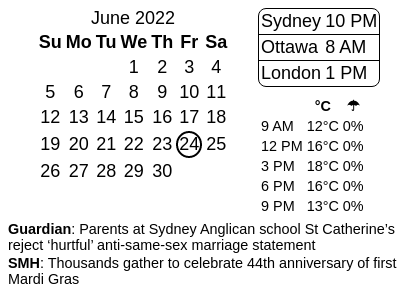 June 2022
Su Mo Tu We Th Fr Sa
1 2 3 4
5 6 7 8 9 10 11
12 13 14 15 16 17 18
19 20 21 22 23 24 25
26 27 28 29 30
Sydney 10 PM
Ottawa 8 AM
London 1 PM
°C ☂
9 AM 12°C 0%
12 PM 16°C 0%
3 PM 18°C 0%
6 PM 16°C 0%
9 PM 13°C 0%
Guardian: Parents at Sydney Anglican school St Catherine’s
reject ‘hurtful’ anti-same-sex marriage statement
SMH: Thousands gather to celebrate 44th anniversary of first
Mardi Gras